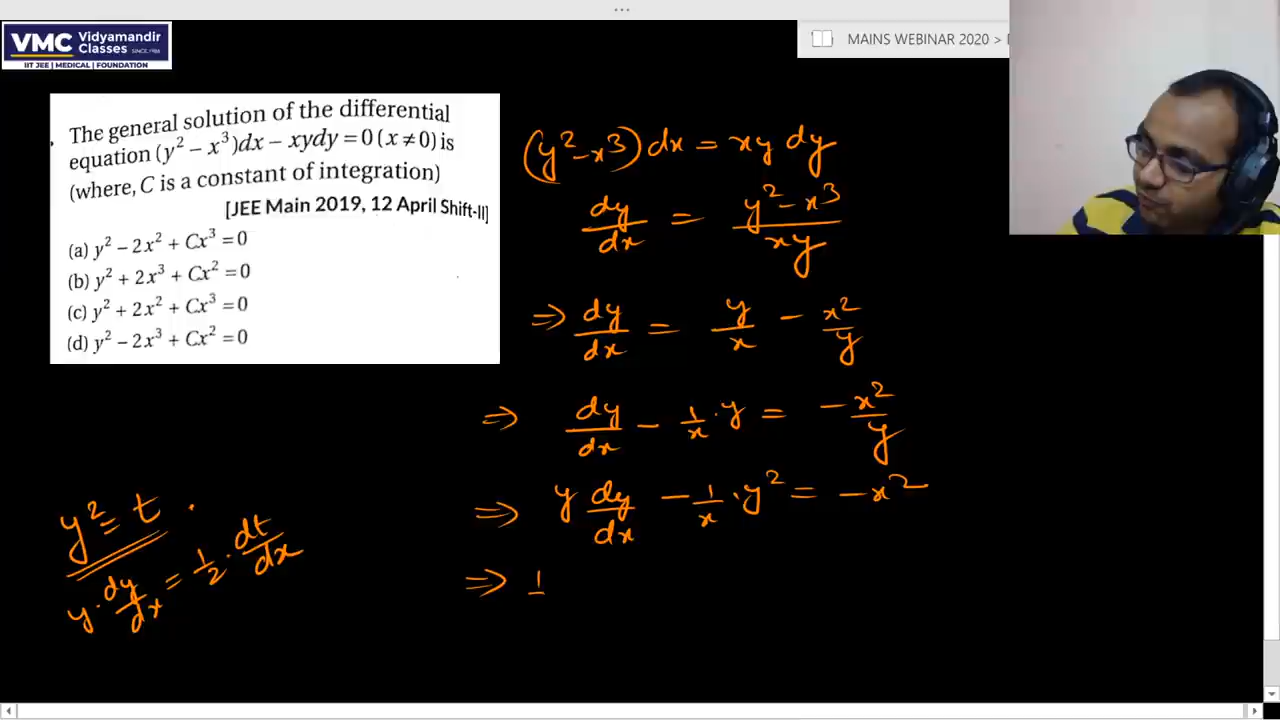 VMC Vidyamandir Classes SINCE 1986
IIT JEE | MEDICAL | FOUNDATION
MAINS WEBINAR 2020 >
The general solution of the differential
equation (y² − x³)dx − xydy = 0 (x ≠ 0) is
(where, C is a constant of integration)
[JEE Main 2019, 12 April Shift-II]
(a) y² − 2x² + Cx³ = 0
(b) y² + 2x³ + Cx² = 0
(c) y² + 2x² + Cx³ = 0
(d) y² − 2x³ + Cx² = 0
(y² − x³) dx = xy dy
dy/dx = (y² − x³)/xy
⇒ dy/dx = y/x − x²/y
⇒ dy/dx − 1/x · y = −x²/y
⇒ y dy/dx − 1/x · y² = −x²
⇒ 1
y² = t .
y · dy/dx = 1/2 · dt/dx